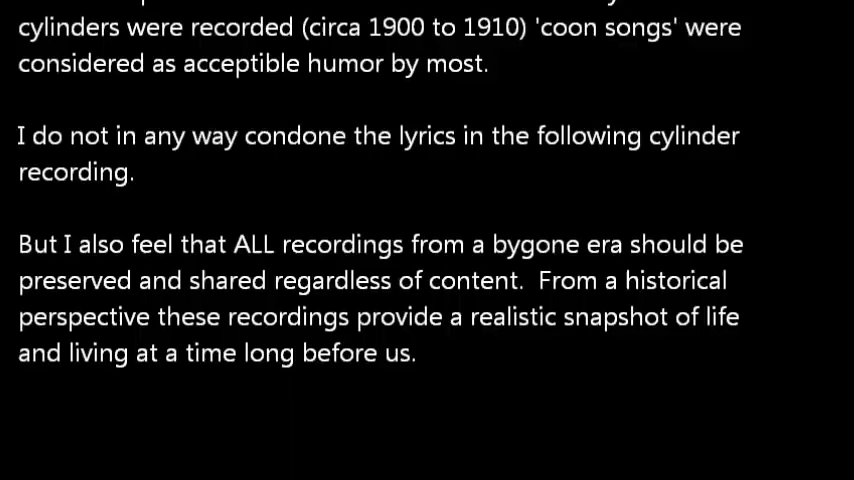 cylinders were recorded (circa 1900 to 1910) 'coon songs' were
considered as acceptible humor by most.
I do not in any way condone the lyrics in the following cylinder
recording.
But I also feel that ALL recordings from a bygone era should be
preserved and shared regardless of content.  From a historical
perspective these recordings provide a realistic snapshot of life
and living at a time long before us.